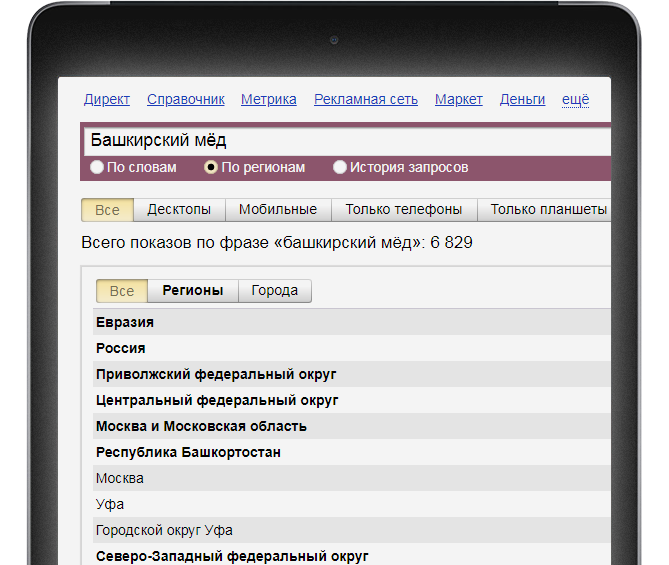 Директ Справочник Метрика Рекламная сеть Маркет Деньги ещё
Башкирский мёд
По словам По регионам История запросов
Все Десктопы Мобильные Только телефоны Только планшеты
Всего показов по фразе «башкирский мёд»: 6 829
Все Регионы Города
Евразия
Россия
Приволжский федеральный округ
Центральный федеральный округ
Москва и Московская область
Республика Башкортостан
Москва
Уфа
Городской округ Уфа
Северо-Западный федеральный округ